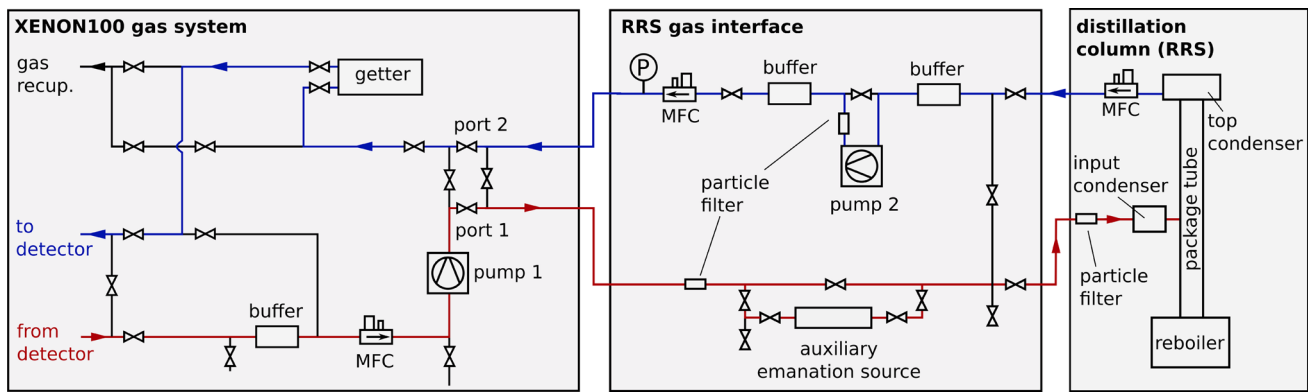 XENON100 gas system
gas
recup.
getter
port 2
port 1
pump 1
to
detector
from
detector
buffer
MFC
RRS gas interface
P
MFC
buffer
buffer
particle
filter
pump 2
auxiliary
emanation source
distillation
column (RRS)
MFC
top
condenser
input
condenser
package tube
particle
filter
reboiler